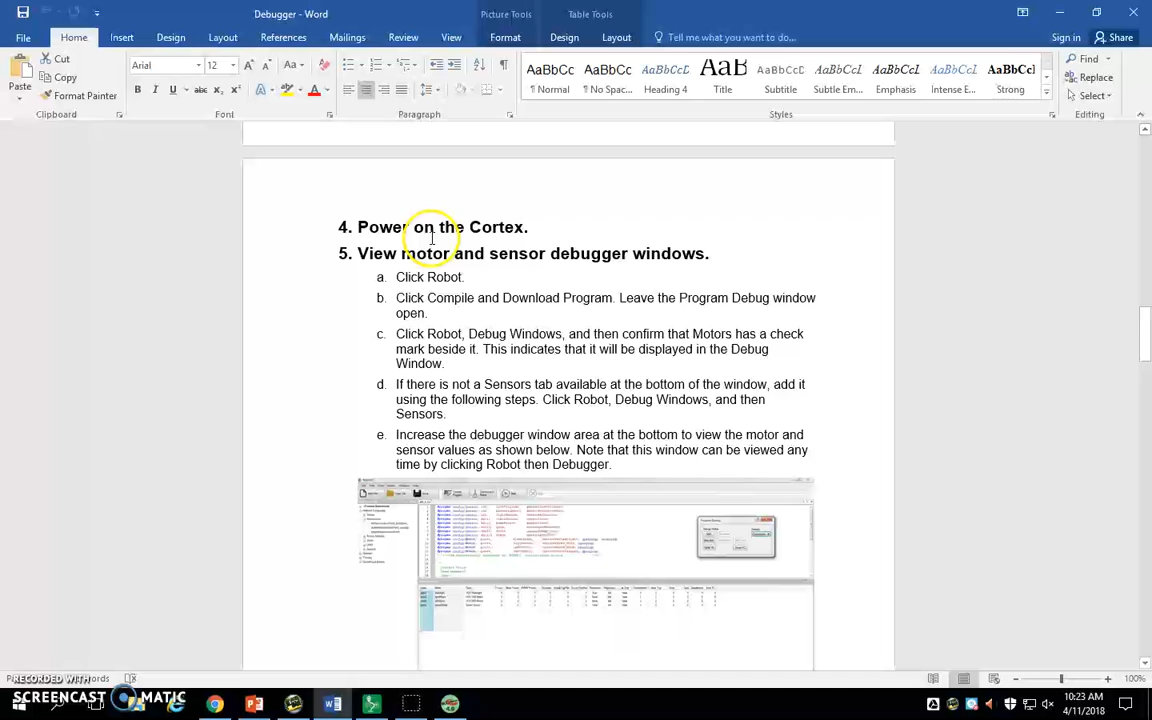 Debugger - Word
Picture Tools
Table Tools
Sign in
Share
File
Home
Insert
Design
Layout
References
Mailings
Review
View
Format
Design
Layout
Tell me what you want to do...
Paste
Cut
Copy
Format Painter
Clipboard
Arial
12
Font
Paragraph
AaBbCc
¶ Normal
AaBbCc
¶ No Spac...
AaBbCcD
Heading 4
AaB
Title
AaBbCcD
Subtitle
AaBbCcD
Subtle Em...
AaBbCcD
Emphasis
AaBbCcD
Intense E...
AaBbCcD
Strong
Styles
Find
Replace
Select
Editing
4. Power on the Cortex.
5. View motor and sensor debugger windows.
a. Click Robot.
b. Click Compile and Download Program. Leave the Program Debug window
open.
c. Click Robot, Debug Windows, and then confirm that Motors has a check
mark beside it. This indicates that it will be displayed in the Debug
Window.
d. If there is not a Sensors tab available at the bottom of the window, add it
using the following steps. Click Robot, Debug Windows, and then
Sensors.
e. Increase the debugger window area at the bottom to view the motor and
sensor values as shown below. Note that this window can be viewed any
time by clicking Robot then Debugger.
100%
RECORDED WITH
SCREENCAST MATIC
10:23 AM
4/11/2018